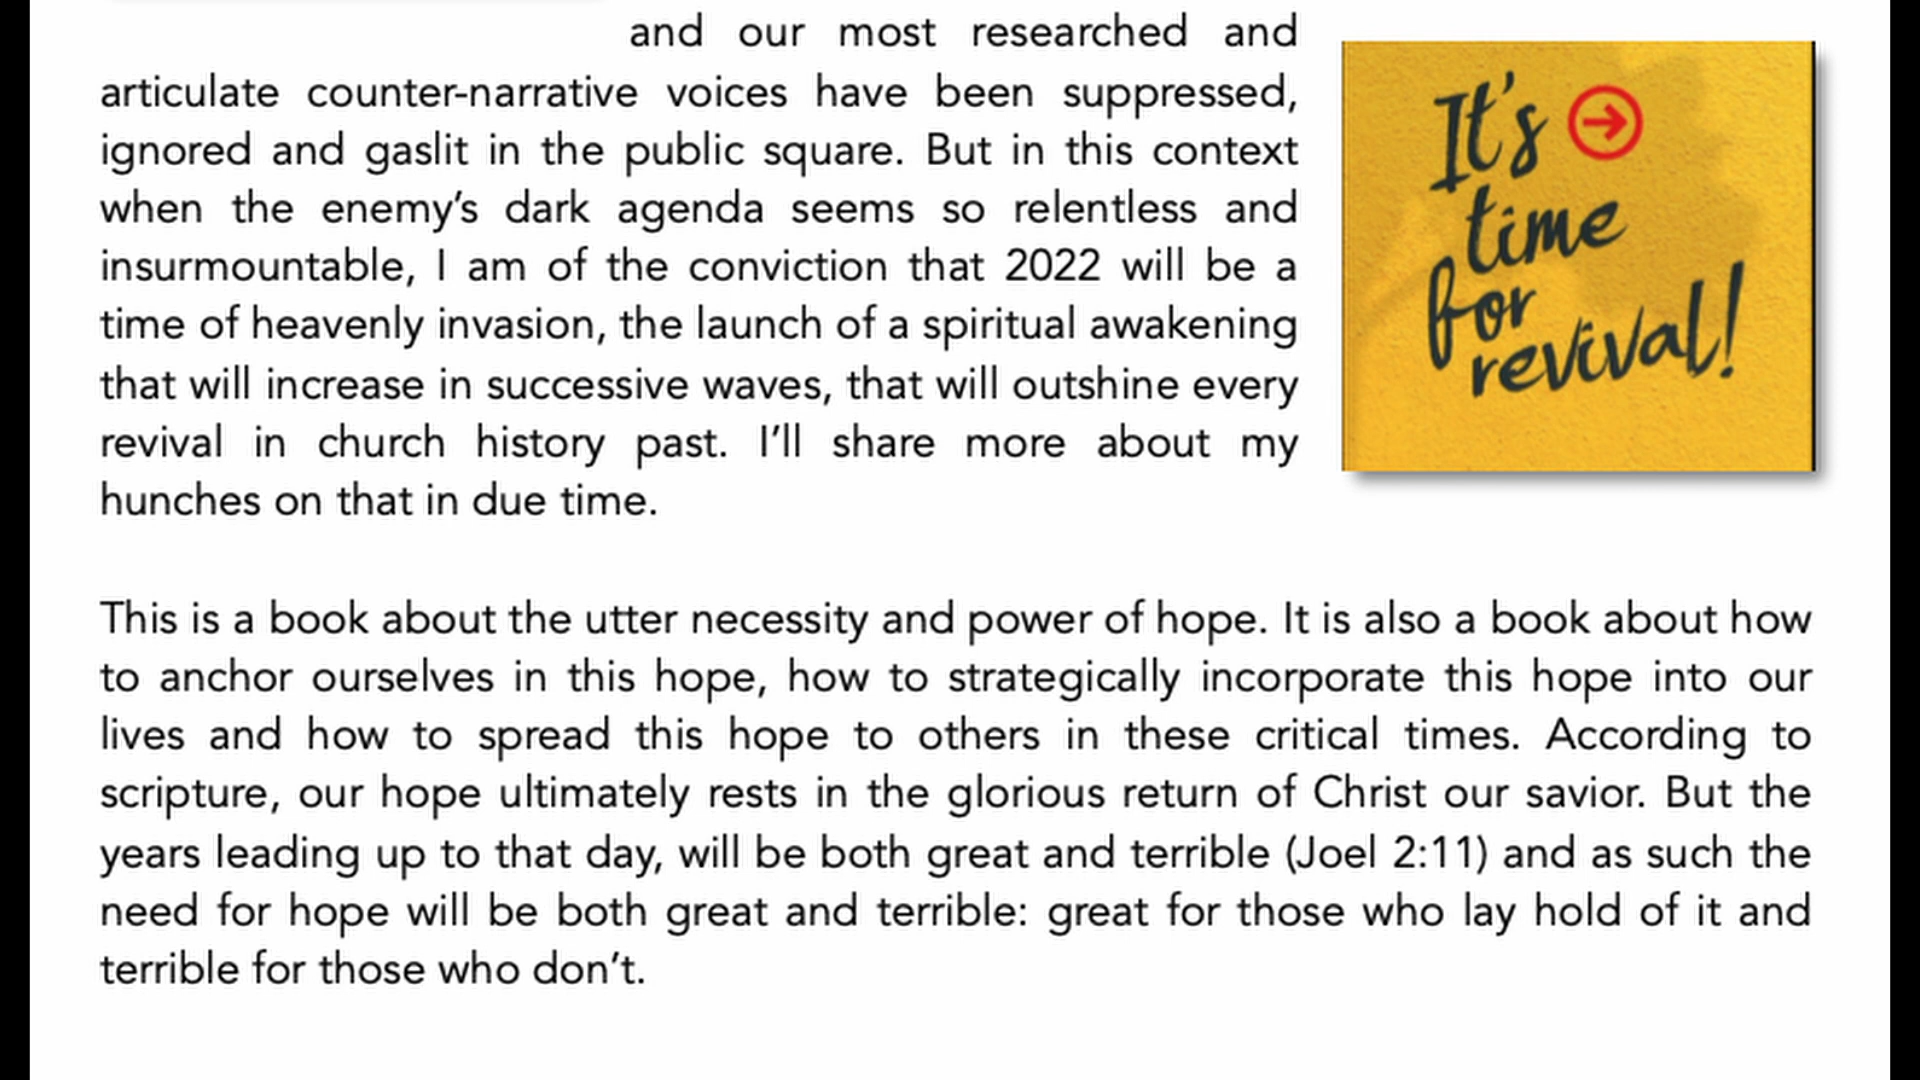 and our most researched and
articulate counter-narrative voices have been suppressed,
ignored and gaslit in the public square. But in this context
when the enemy’s dark agenda seems so relentless and
insurmountable, I am of the conviction that 2022 will be a
time of heavenly invasion, the launch of a spiritual awakening
that will increase in successive waves, that will outshine every
revival in church history past. I’ll share more about my
hunches on that in due time.
It's
time
for
revival!
This is a book about the utter necessity and power of hope. It is also a book about how
to anchor ourselves in this hope, how to strategically incorporate this hope into our
lives and how to spread this hope to others in these critical times. According to
scripture, our hope ultimately rests in the glorious return of Christ our savior. But the
years leading up to that day, will be both great and terrible (Joel 2:11) and as such the
need for hope will be both great and terrible: great for those who lay hold of it and
terrible for those who don’t.